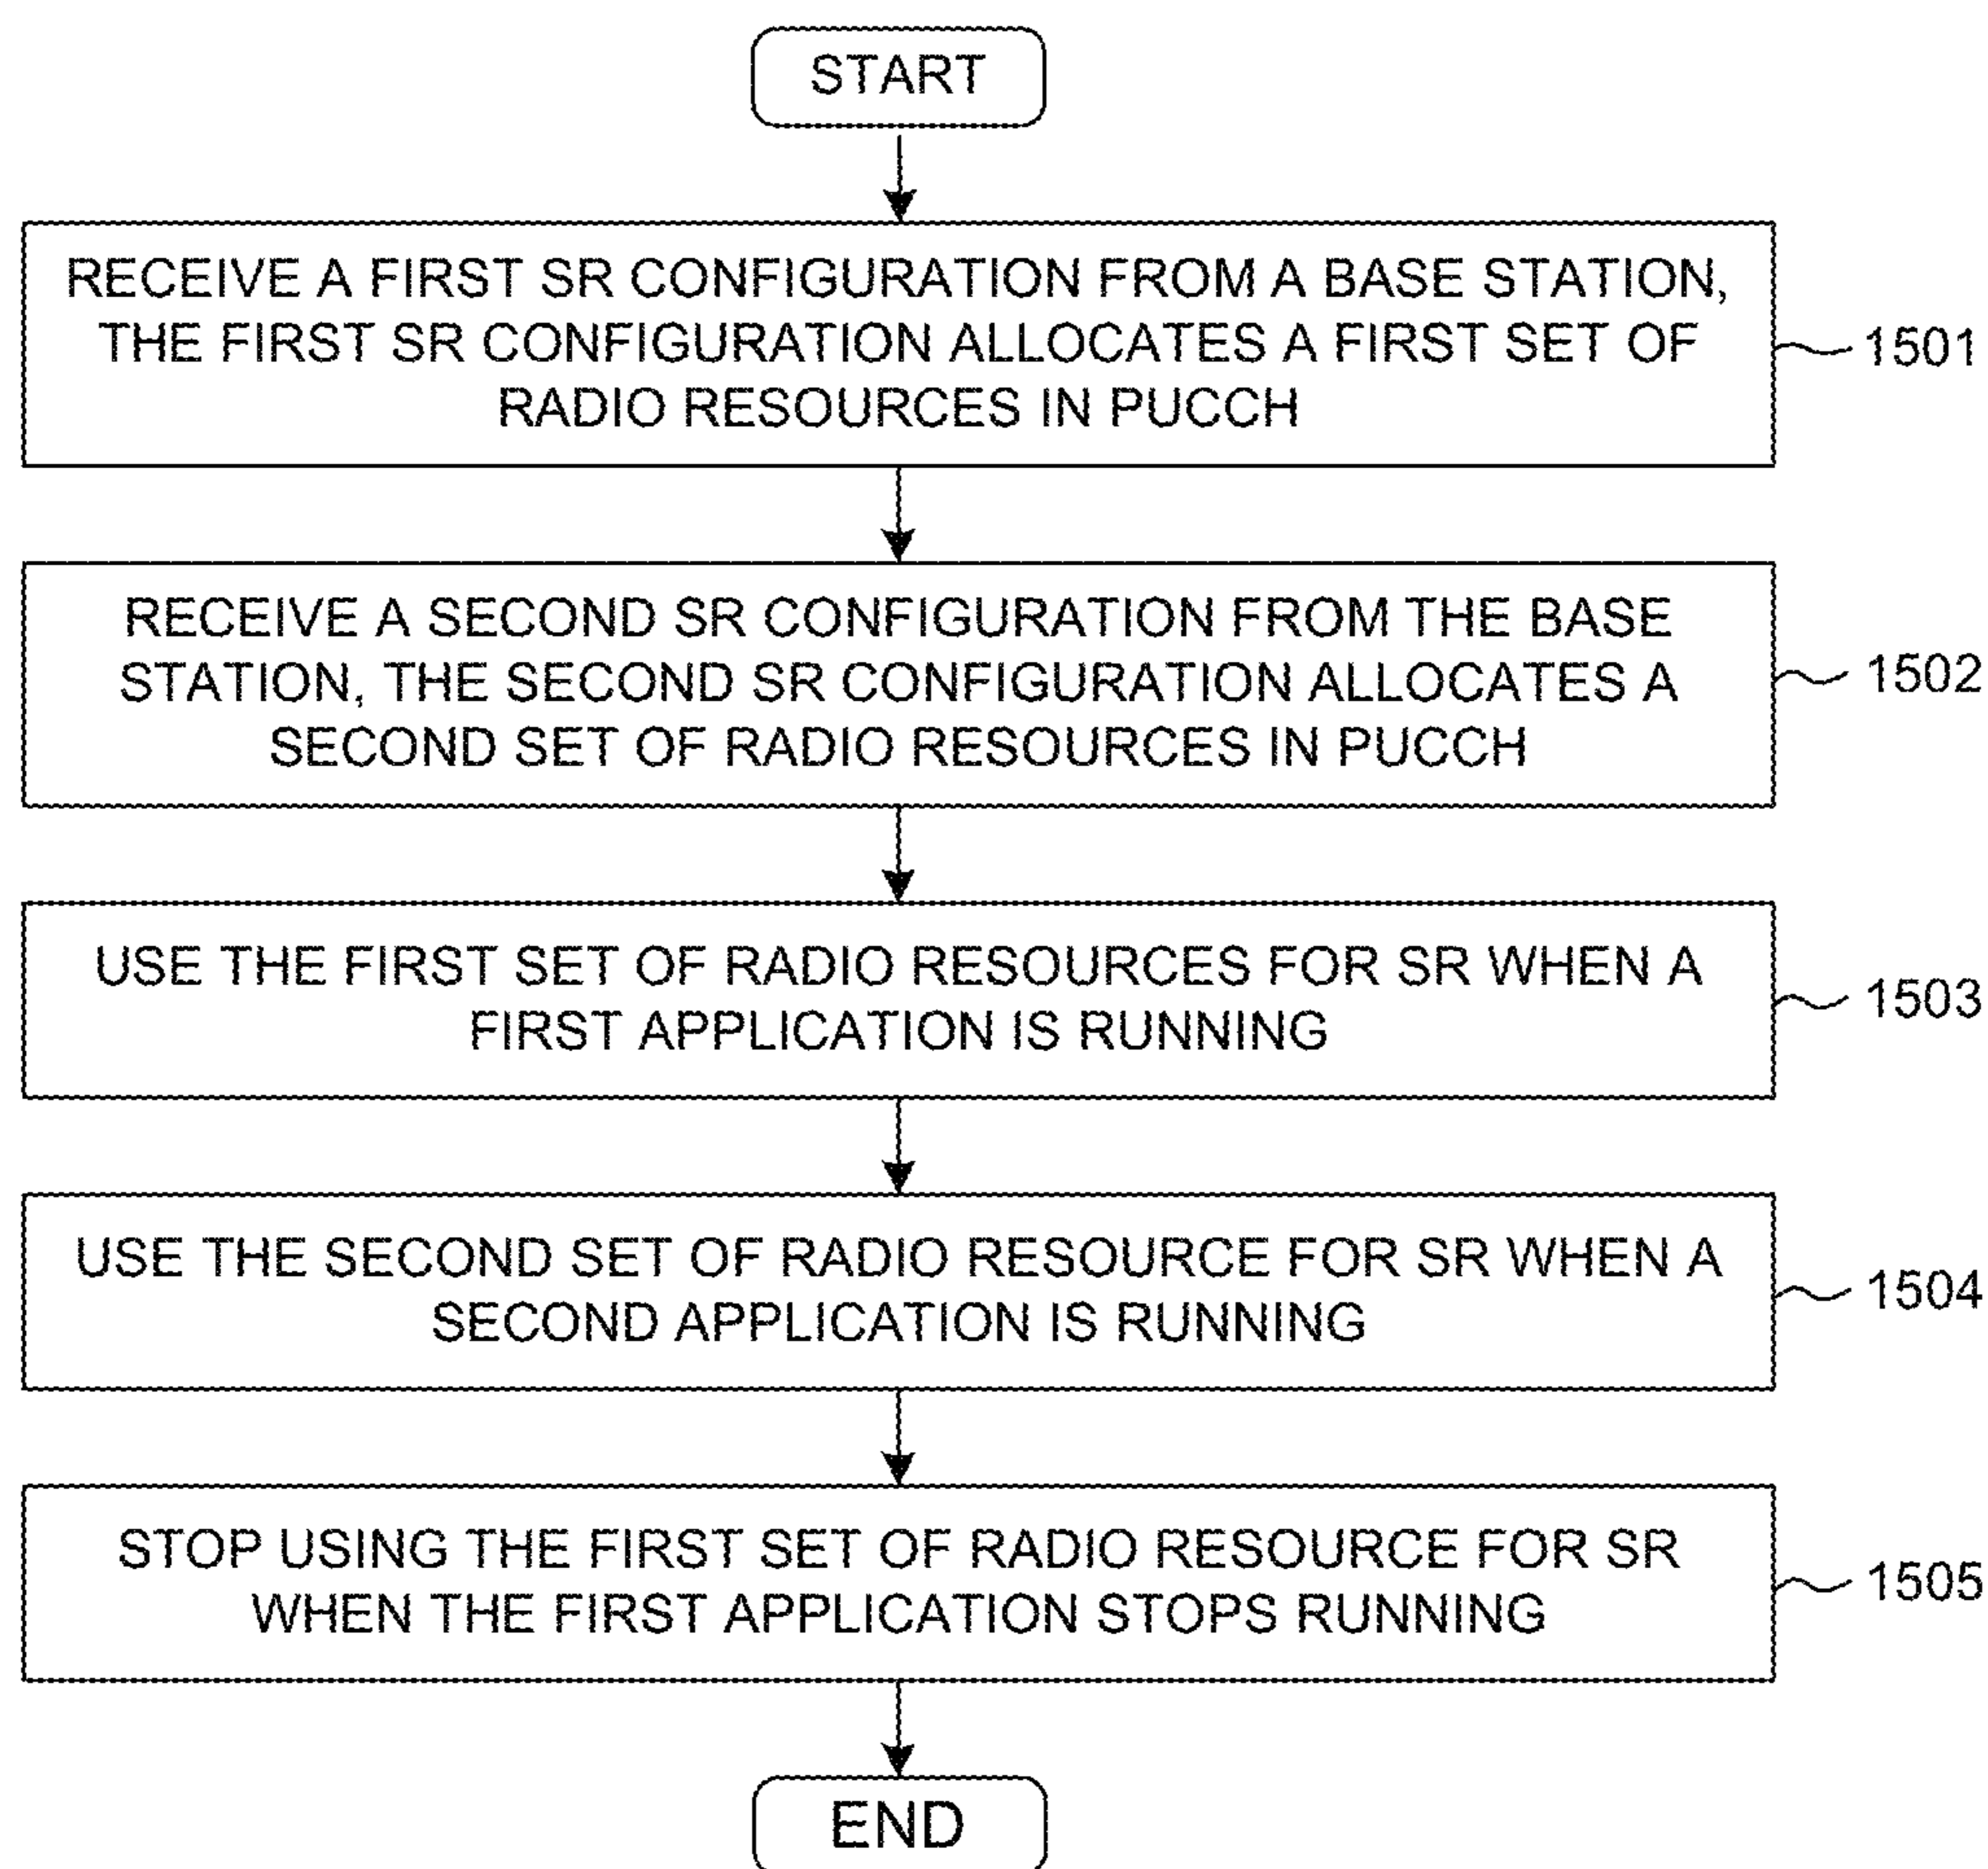 START
RECEIVE A FIRST SR CONFIGURATION FROM A BASE STATION,
THE FIRST SR CONFIGURATION ALLOCATES A FIRST SET OF
RADIO RESOURCES IN PUCCH
1501
RECEIVE A SECOND SR CONFIGURATION FROM THE BASE
STATION, THE SECOND SR CONFIGURATION ALLOCATES A
SECOND SET OF RADIO RESOURCES IN PUCCH
1502
USE THE FIRST SET OF RADIO RESOURCES FOR SR WHEN A
FIRST APPLICATION IS RUNNING
1503
USE THE SECOND SET OF RADIO RESOURCE FOR SR WHEN A
SECOND APPLICATION IS RUNNING
1504
STOP USING THE FIRST SET OF RADIO RESOURCE FOR SR
WHEN THE FIRST APPLICATION STOPS RUNNING
1505
END